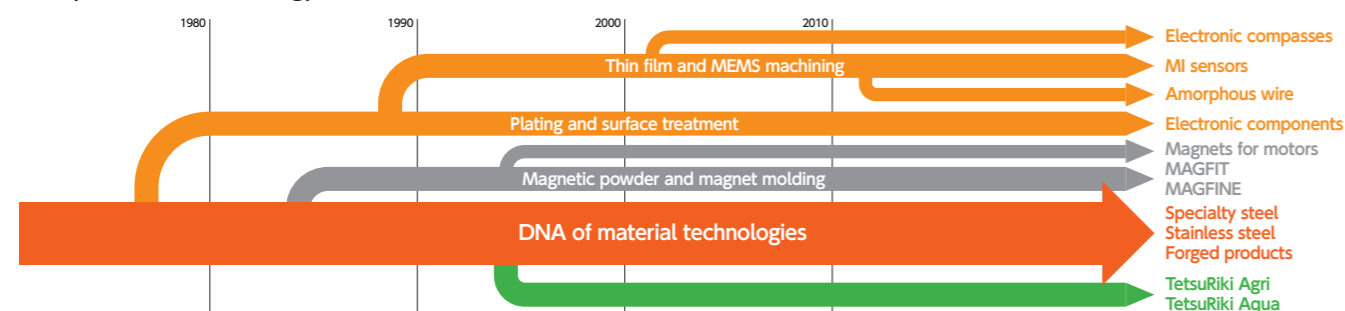 1980
1990
2000
2010
Electronic compasses
Thin film and MEMS machining
MI sensors
Amorphous wire
Plating and surface treatment
Electronic components
Magnets for motors
Magnetic powder and magnet molding
MAGFIT
MAGFINE
Specialty steel
DNA of material technologies
Stainless steel
Forged products
TetsuRiki Agri
TetsuRiki Aqua